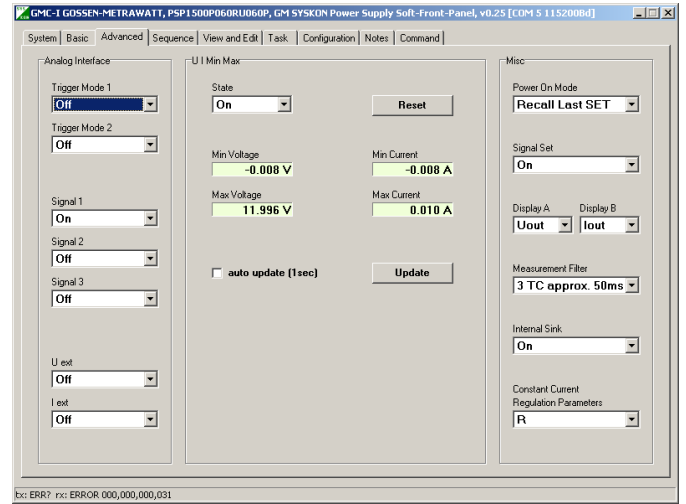 GMC-I GOSSEN-METRAWATT, PSP1500P060RU060P, GM SYSKON Power Supply Soft-Front-Panel, v0.25 [COM 5 115200Bd]
System Basic Advanced Sequence View and Edit Task Configuration Notes Command
Analog Interface
Trigger Mode 1
Off
Trigger Mode 2
Off
Signal 1
On
Signal 2
Off
Signal 3
Off
U ext
Off
I ext
Off
U I Min Max
State
On
Reset
Min Voltage Min Current
-0.008 V -0.008 A
Max Voltage Max Current
11.996 V 0.010 A
auto update (1sec) Update
Misc
Power On Mode
Recall Last SET
Signal Set
On
Display A Display B
Uout Iout
Measurement Filter
3 TC approx. 50ms
Internal Sink
On
Constant Current
Regulation Parameters
R
tx: ERR? rx: ERROR 000,000,000,031